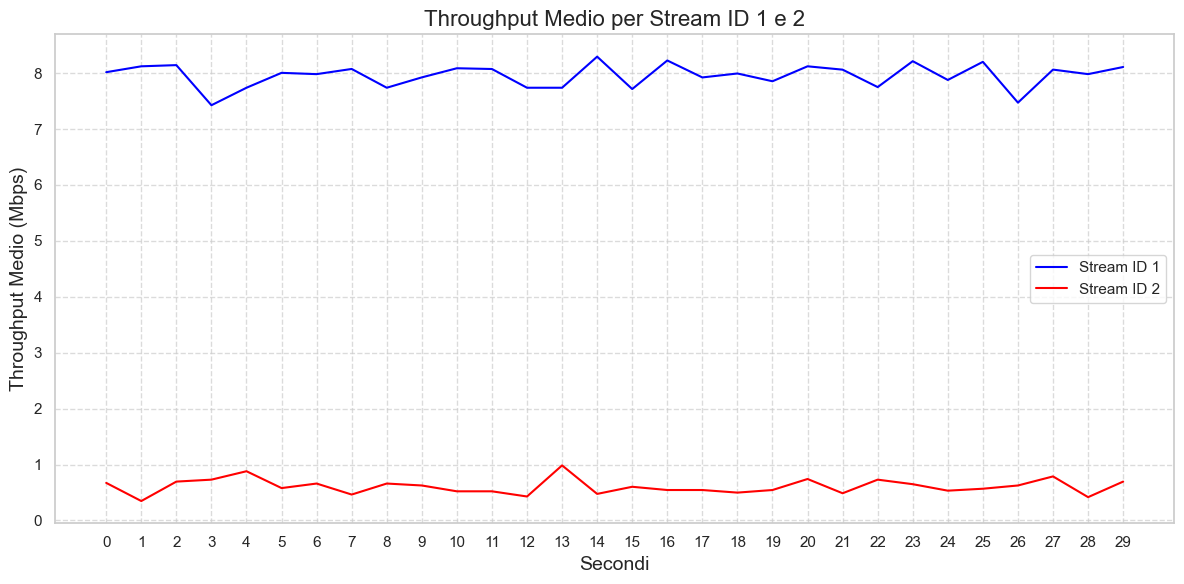 Throughput Medio per Stream ID 1 e 2
Throughput Medio (Mbps)
8
7
6
5
4
3
2
1
0
Stream ID 1
Stream ID 2
0 1 2 3 4 5 6 7 8 9 10 11 12 13 14 15 16 17 18 19 20 21 22 23 24 25 26 27 28 29
Secondi